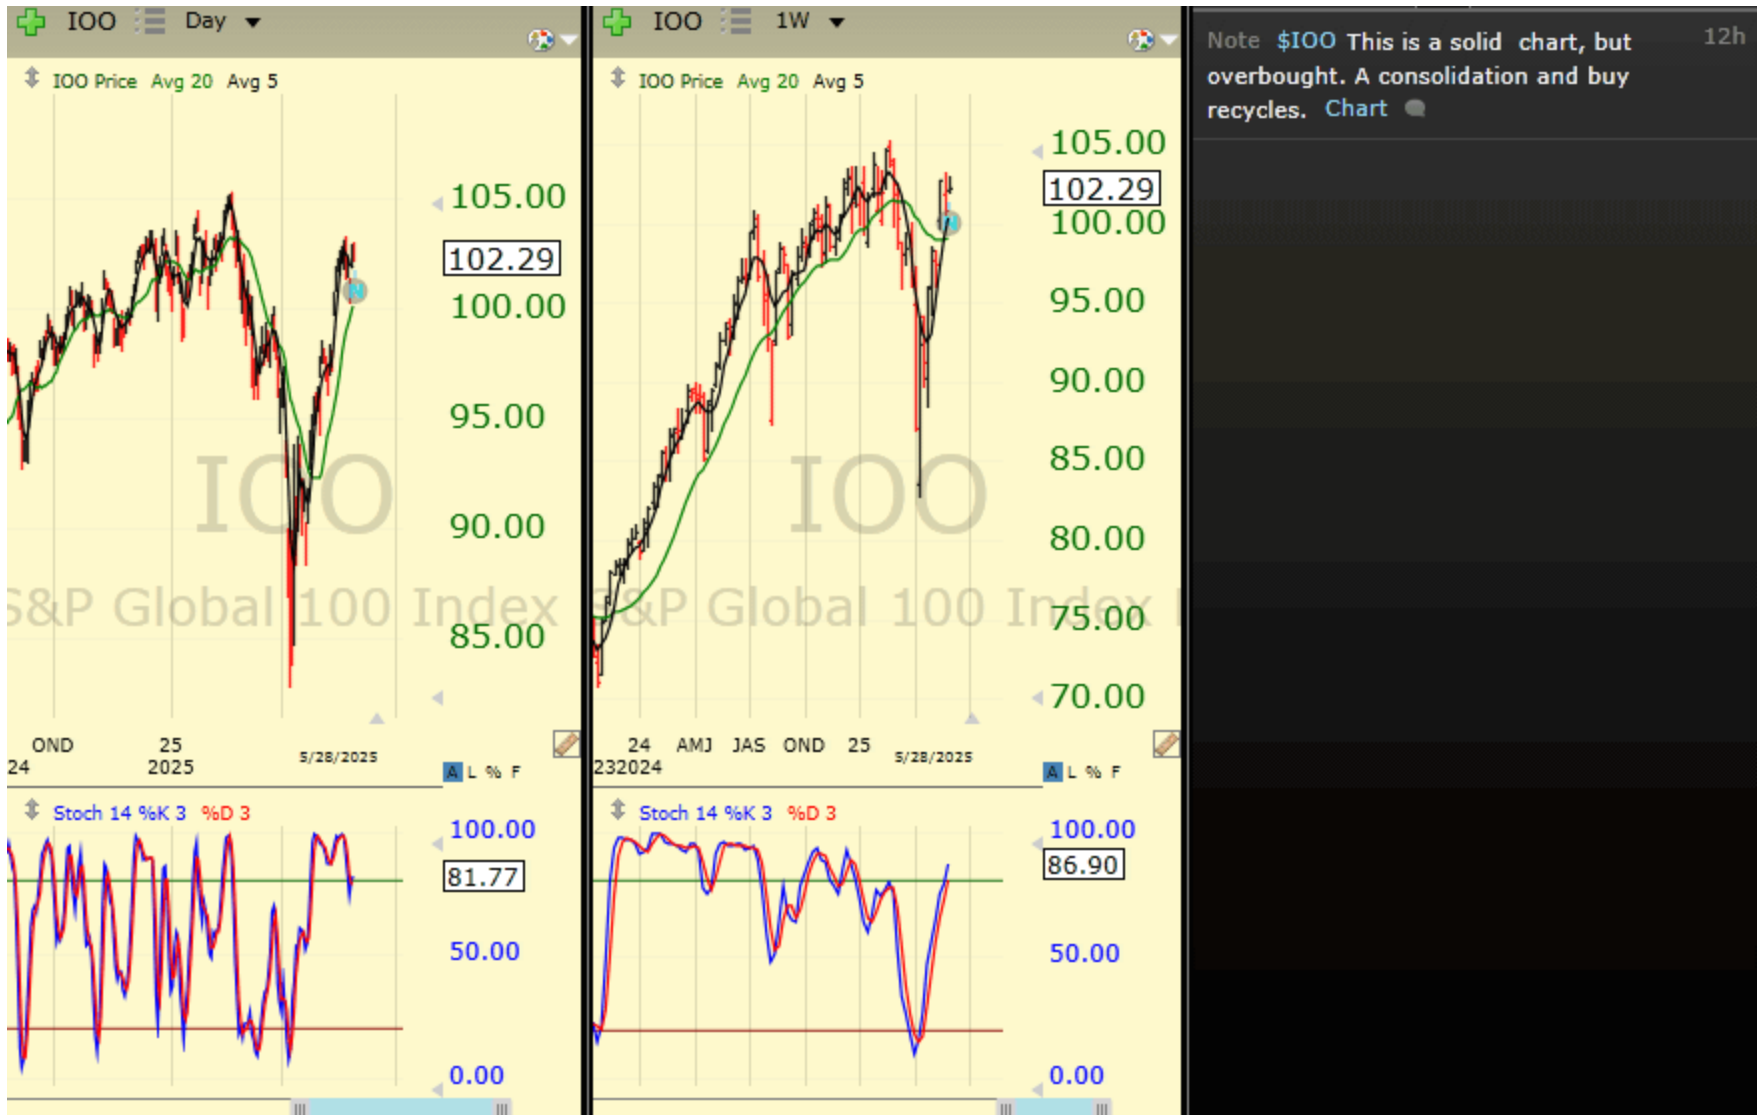 IOO Day
IOO Price Avg 20 Avg 5
105.00
102.29
100.00
95.00
90.00
85.00
IOO
S&P Global 100 Index
OND 25 5/28/2025
24 2025
A L % F
Stoch 14 %K 3 %D 3
100.00
81.77
50.00
0.00
IOO 1W
IOO Price Avg 20 Avg 5
105.00
102.29
100.00
95.00
90.00
85.00
80.00
75.00
70.00
IOO
S&P Global 100 Index
N
N
24 AMJ JAS OND 25 5/28/2025
232024
A L % F
Stoch 14 %K 3 %D 3
100.00
86.90
50.00
0.00
Note $IOO This is a solid chart, but 12h
overbought. A consolidation and buy
recycles. Chart